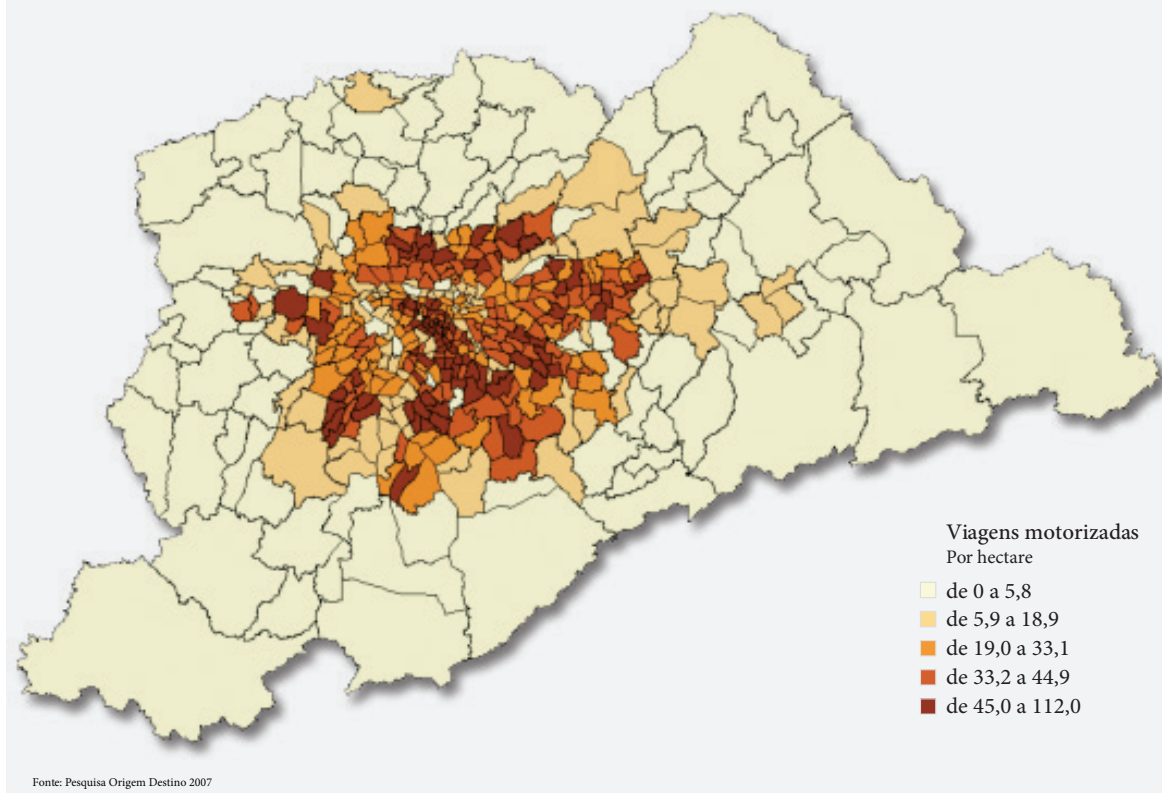 Viagens motorizadas
Por hectare
de 0 a 5,8
de 5,9 a 18,9
de 19,0 a 33,1
de 33,2 a 44,9
de 45,0 a 112,0
Fonte: Pesquisa Origem Destino 2007